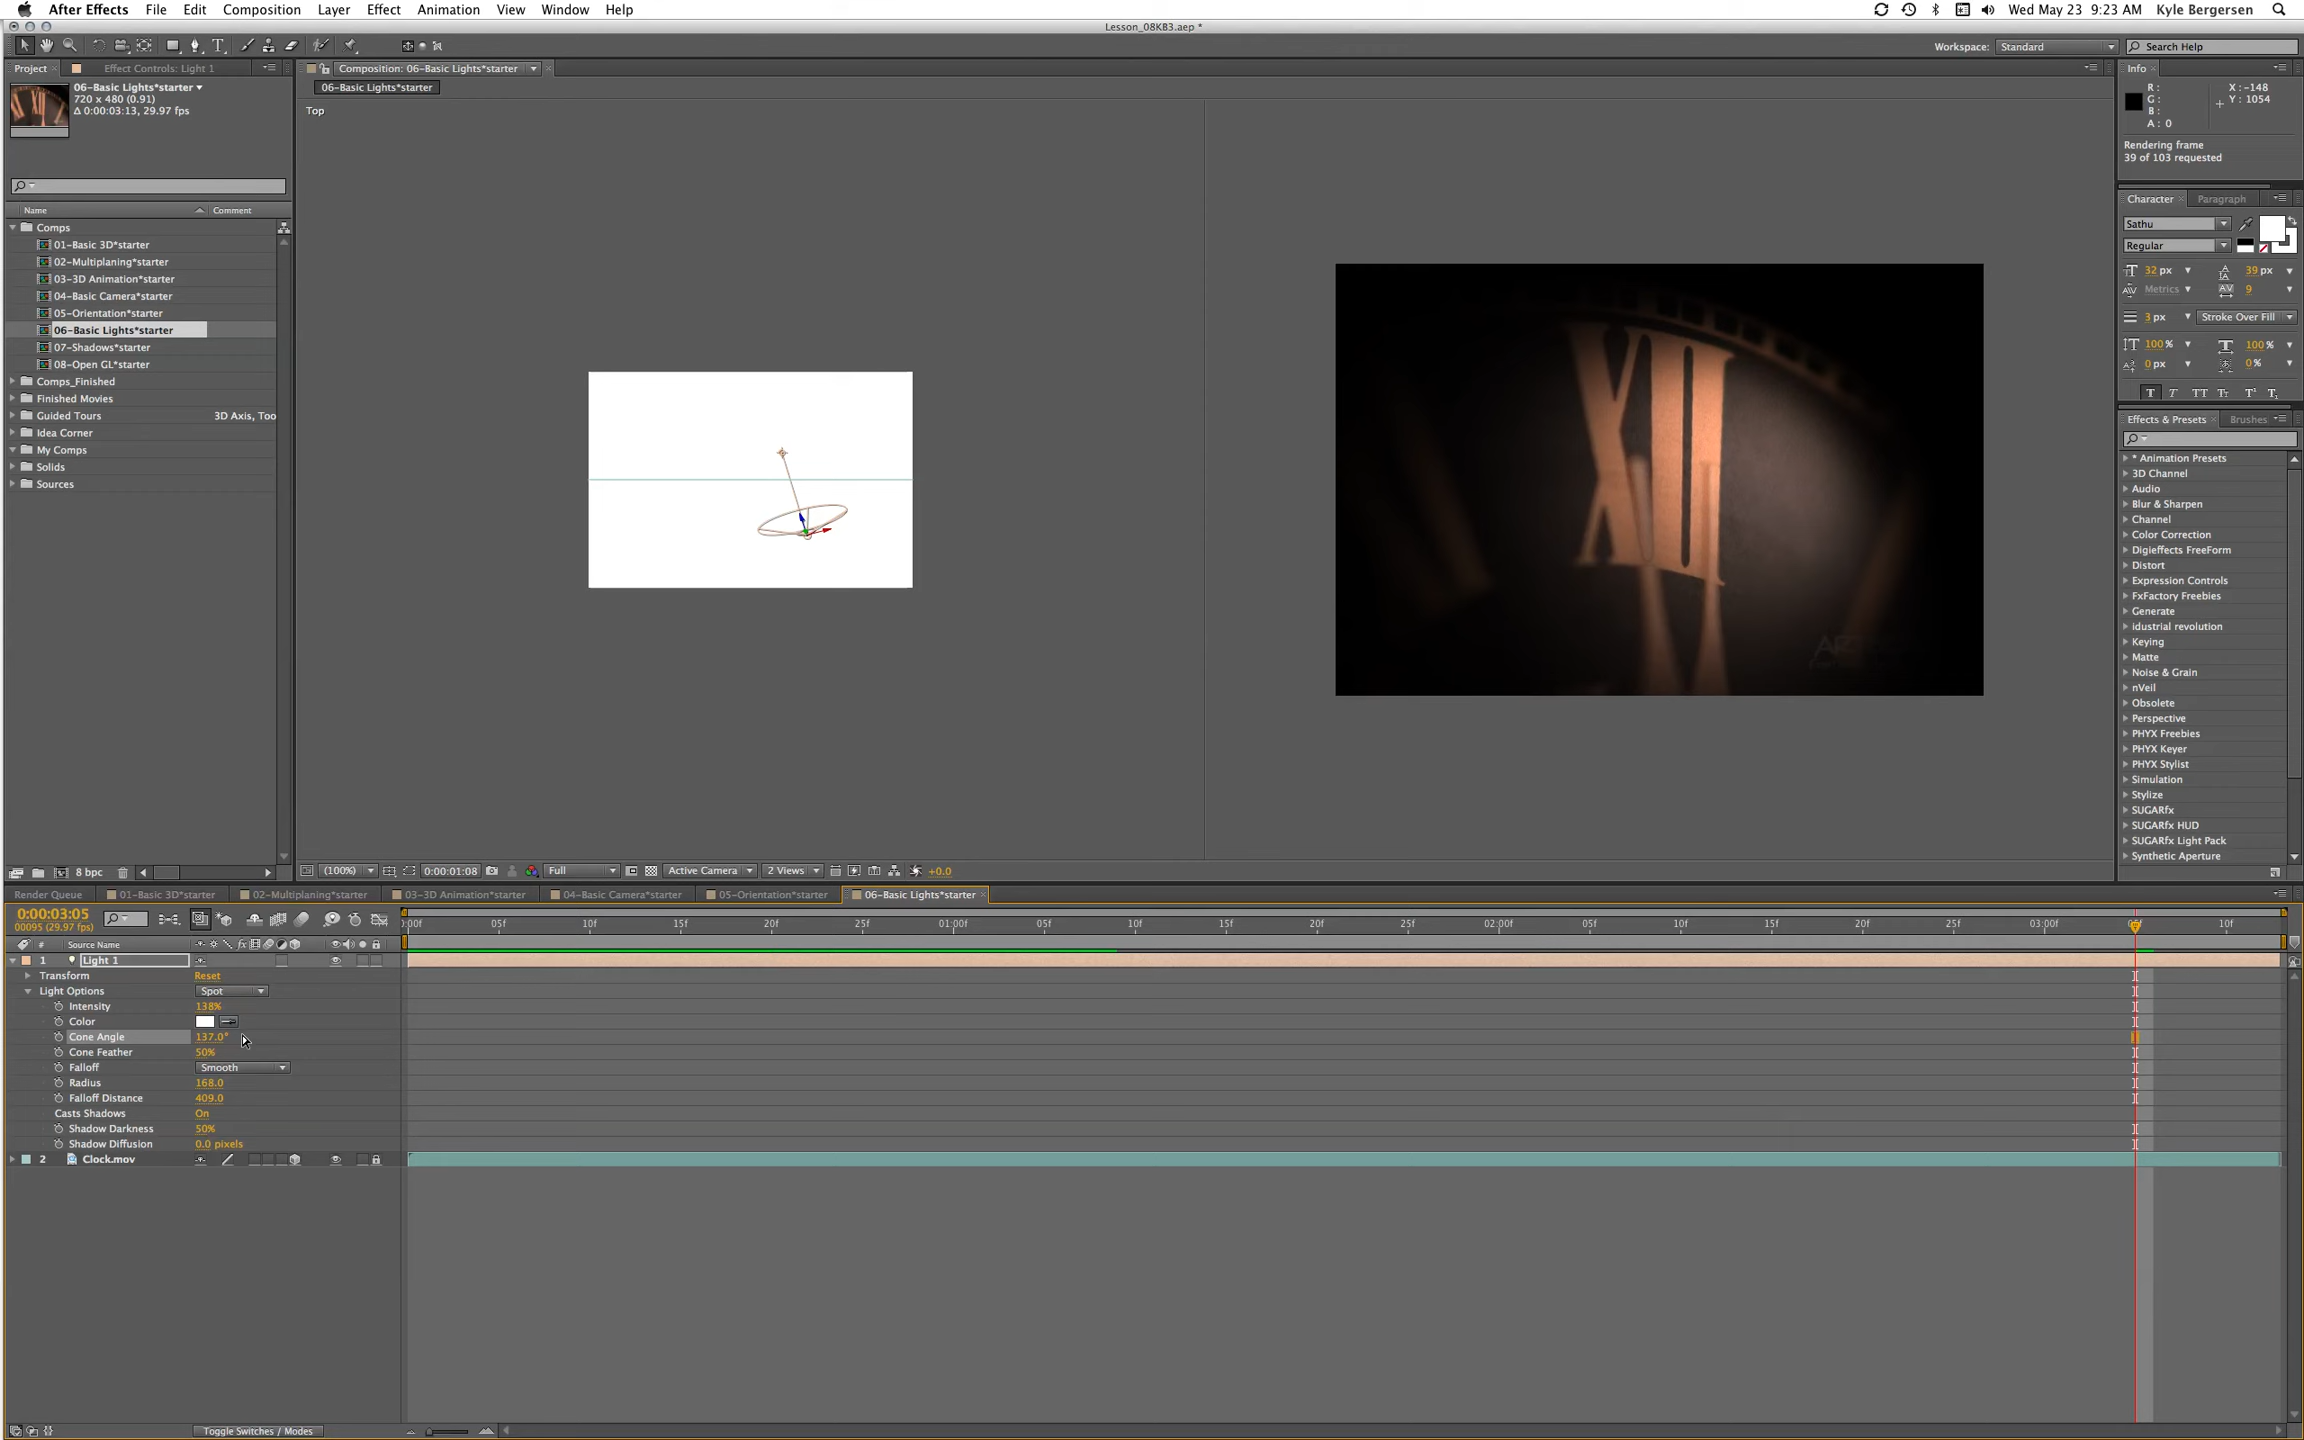 After Effects File Edit Composition Layer Effect Animation View Window Help Wed May 23 9:23 AM Kyle Bergersen
Lesson_08KB3.aep *
Workspace: Standard Search Help
Project Effect Controls: Light 1 Composition: 06-Basic Lights*starter Info
06-Basic Lights*starter
720 x 480 (0.91)
Δ 0:00:03:13, 29.97 fps
06-Basic Lights*starter
Top
R :
G :
B :
A : 0
X : -148
Y : 1054
Rendering frame
39 of 103 requested
Name Comment
Comps
01-Basic 3D*starter
02-Multiplaning*starter
03-3D Animation*starter
04-Basic Camera*starter
05-Orientation*starter
06-Basic Lights*starter
07-Shadows*starter
08-Open GL*starter
Comps_Finished
Finished Movies
Guided Tours 3D Axis, Too
Idea Corner
My Comps
Solids
Sources
XII
Character Paragraph
Sathu
Regular
32 px 39 px
Metrics 9
3 px Stroke Over Fill
100 % 100 %
0 px 0 %
T T TT Tr T¹ T₁
Effects & Presets Brushes
* Animation Presets
3D Channel
Audio
Blur & Sharpen
Channel
Color Correction
Digieffects FreeForm
Distort
Expression Controls
FxFactory Freebies
Generate
idustrial revolution
Keying
Matte
Noise & Grain
nVeil
Obsolete
Perspective
PHYX Freebies
PHYX Keyer
PHYX Stylist
Simulation
Stylize
SUGARfx
SUGARfx HUD
SUGARfx Light Pack
Synthetic Aperture
8 bpc (100%) 0:00:01:08 Full Active Camera 2 Views +0.0
Render Queue 01-Basic 3D*starter 02-Multiplaning*starter 03-3D Animation*starter 04-Basic Camera*starter 05-Orientation*starter 06-Basic Lights*starter
0:00:03:05
00095 (29.97 fps)
:00f 05f 10f 15f 20f 25f 01:00f 05f 10f 15f 20f 25f 02:00f 05f 10f 15f 20f 25f 03:00f 10f
# Source Name
1 Light 1
Transform Reset
Light Options Spot
Intensity 138%
Color
Cone Angle 137.0°
Cone Feather 50%
Falloff Smooth
Radius 168.0
Falloff Distance 409.0
Casts Shadows On
Shadow Darkness 50%
Shadow Diffusion 0.0 pixels
2 Clock.mov
Toggle Switches / Modes